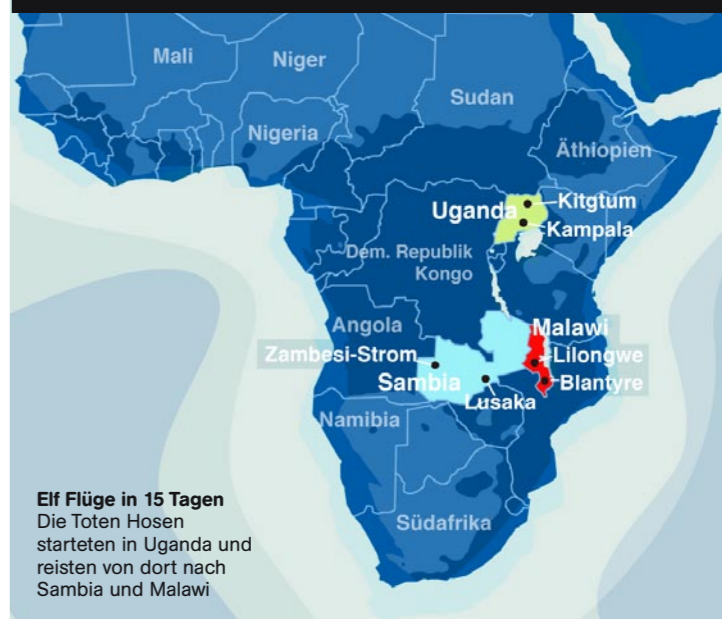 Mali
Niger
Sudan
Nigeria
Äthiopien
Uganda
Kitgtum
Kampala
Dem. Republik
Kongo
Angola
Malawi
Zambesi-Strom
Lilongwe
Sambia
Blantyre
Lusaka
Namibia
Südafrika
Elf Flüge in 15 Tagen
Die Toten Hosen
starteten in Uganda und
reisten von dort nach
Sambia und Malawi